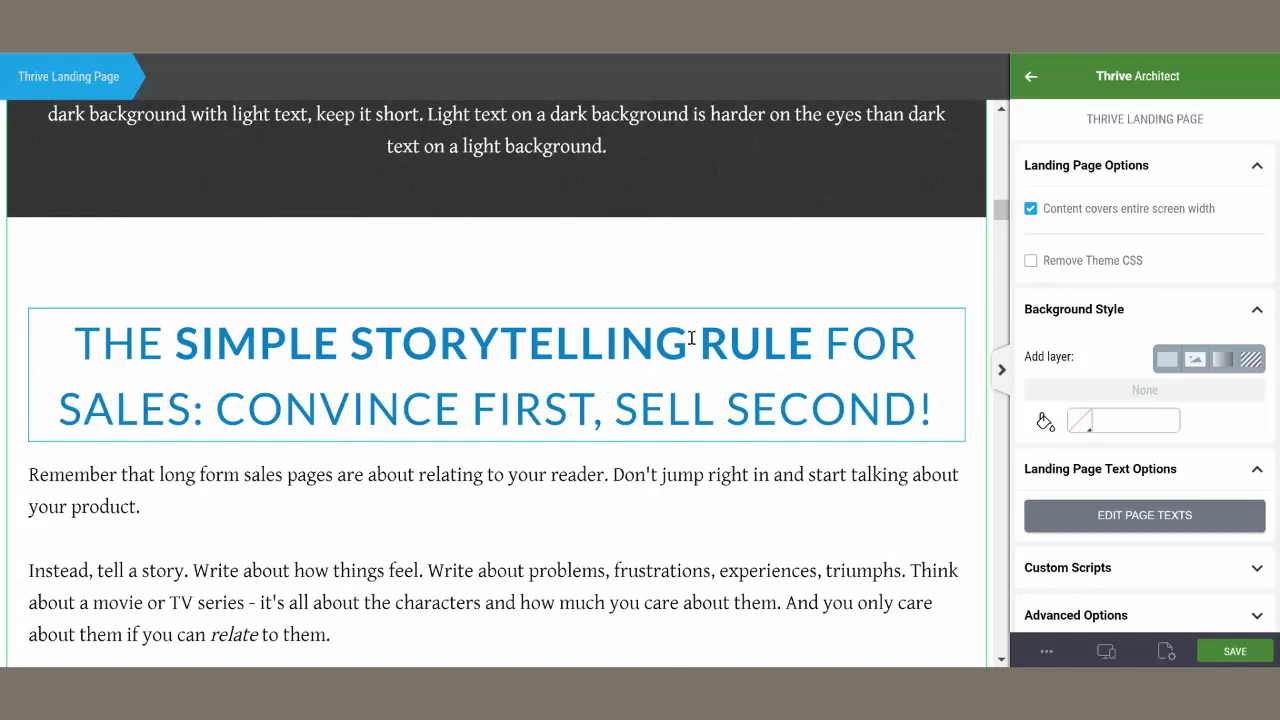 Thrive Landing Page
dark background with light text, keep it short. Light text on a dark background is harder on the eyes than dark
text on a light background.
THE SIMPLE STORYTELLING RULE FOR
SALES: CONVINCE FIRST, SELL SECOND!
Remember that long form sales pages are about relating to your reader. Don't jump right in and start talking about
your product.
Instead, tell a story. Write about how things feel. Write about problems, frustrations, experiences, triumphs. Think
about a movie or TV series - it's all about the characters and how much you care about them. And you only care
about them if you can relate to them.
Thrive Architect
THRIVE LANDING PAGE
Landing Page Options
Content covers entire screen width
Remove Theme CSS
Background Style
Add layer:
None
Landing Page Text Options
EDIT PAGE TEXTS
Custom Scripts
Advanced Options
SAVE